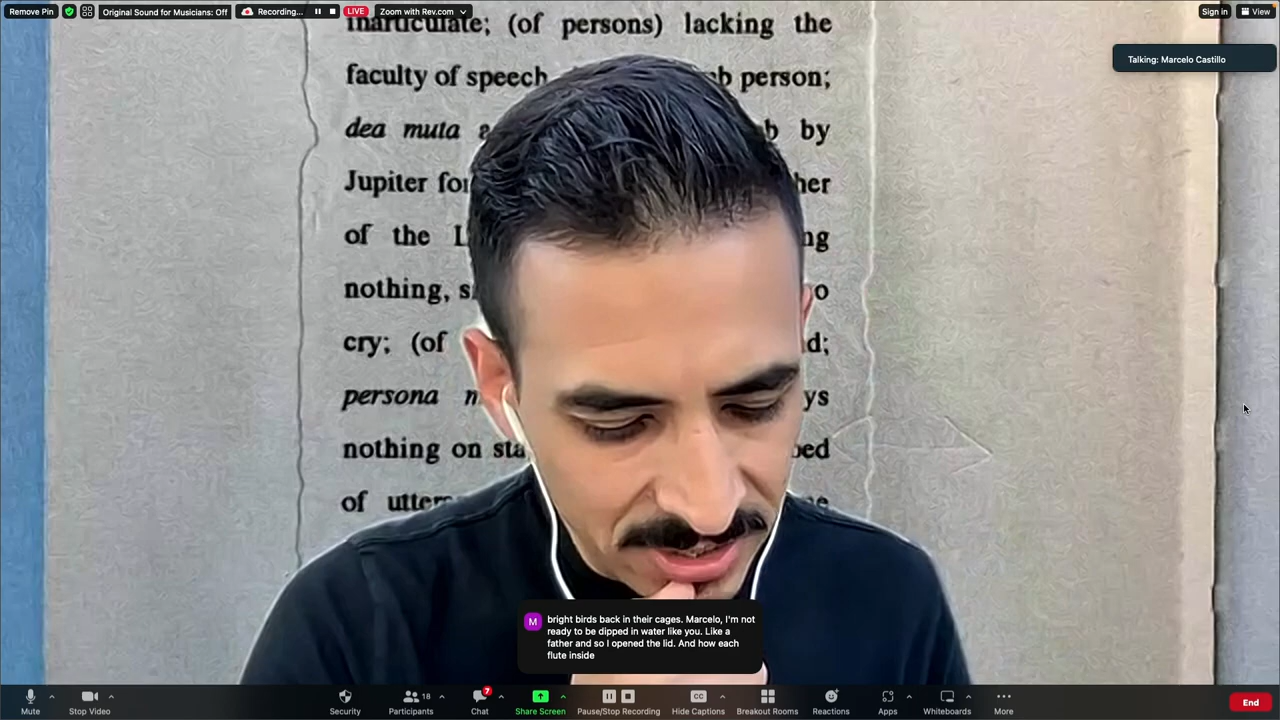 Remove Pin
Original Sound for Musicians: Off
Recording...
LIVE
Zoom with Rev.com
Sign in
View
Talking: Marcelo Castillo
inarticulate; (of persons) lacking the
faculty of speech b person;
dea muta b by
Jupiter for her
of the L ng
nothing, s o
cry; (of d;
persona ys
nothing on sta bed
of utter
M
bright birds back in their cages. Marcelo, I'm not
ready to be dipped in water like you. Like a
father and so I opened the lid. And how each
flute inside
Mute
Stop Video
Security
18
Participants
7
Chat
Share Screen
Pause/Stop Recording
CC
Hide Captions
Breakout Rooms
Reactions
Apps
Whiteboards
More
End